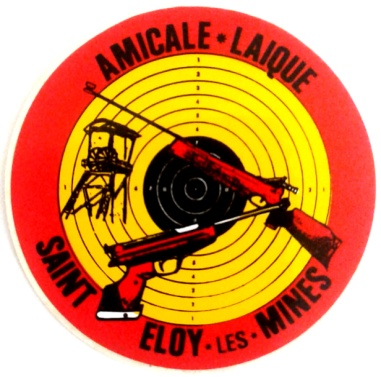 AMICALE * LAIQUE
SAINT ELOY • LES • MINES